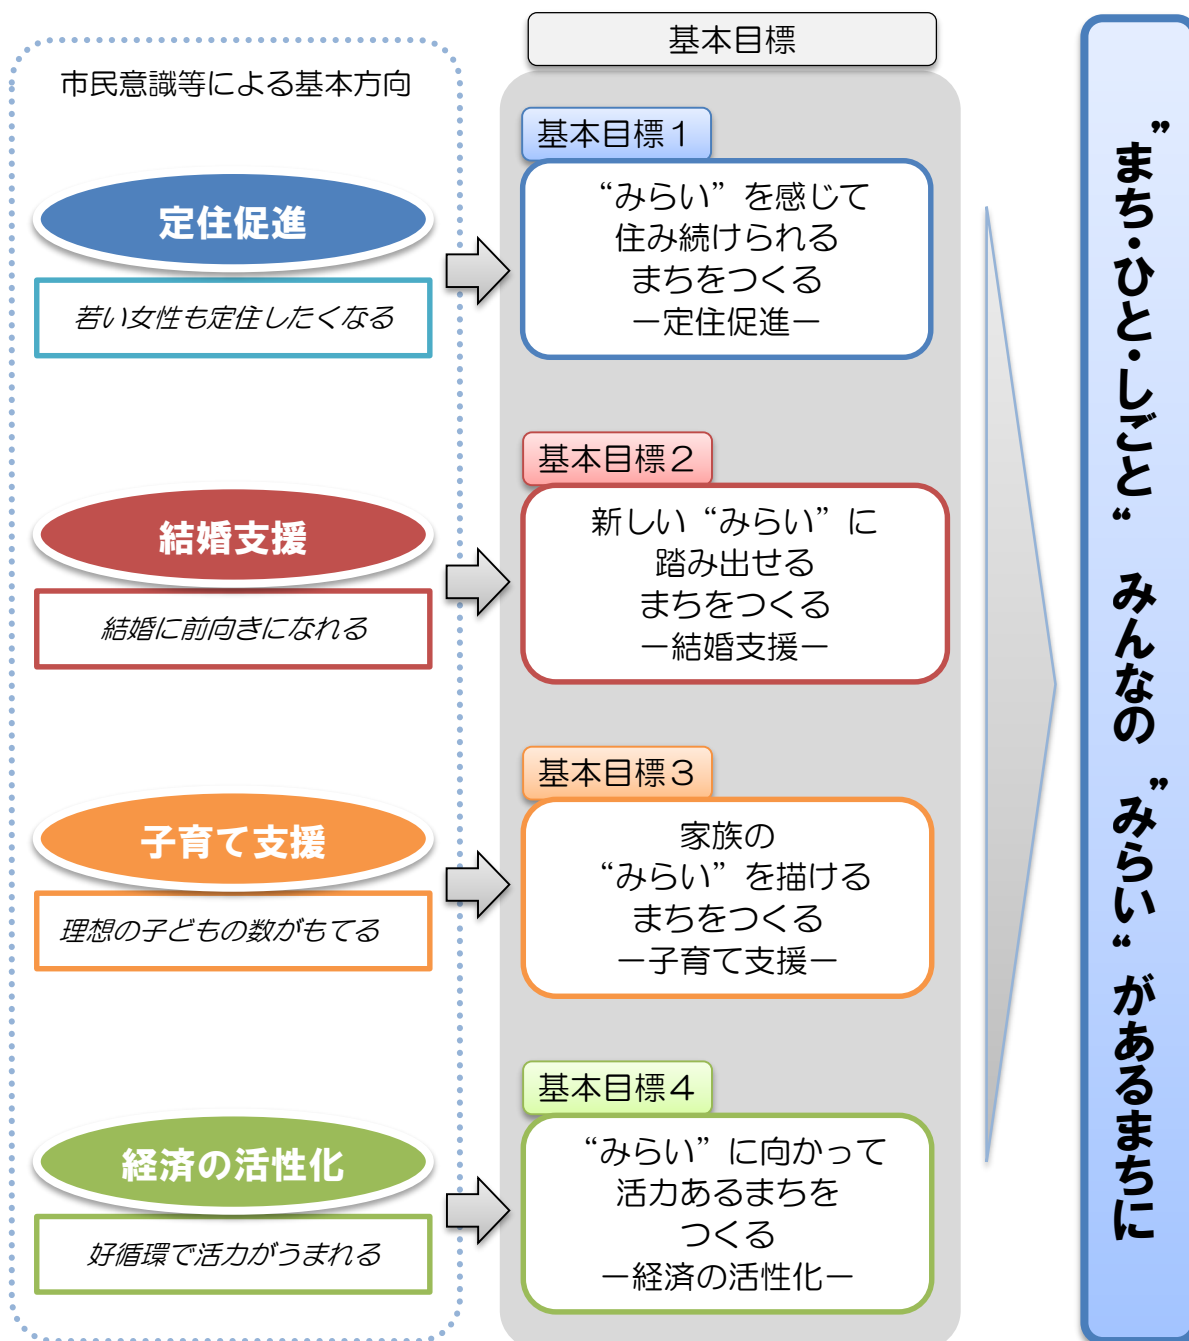 市民意識等による基本方向
定住促進
若い女性も定住したくなる
結婚支援
結婚に前向きになれる
子育て支援
理想の子どもの数がもてる
経済の活性化
好循環で活力がうまれる
基本目標
基本目標１
“みらい”を感じて
住み続けられる
まちをつくる
－定住促進－
基本目標２
新しい“みらい”に
踏み出せる
まちをつくる
－結婚支援－
基本目標３
家族の
“みらい”を描ける
まちをつくる
－子育て支援－
基本目標４
“みらい”に向かって
活力あるまちを
つくる
－経済の活性化－
”まち・ひと・しごと“ みんなの ”みらい“があるまちに